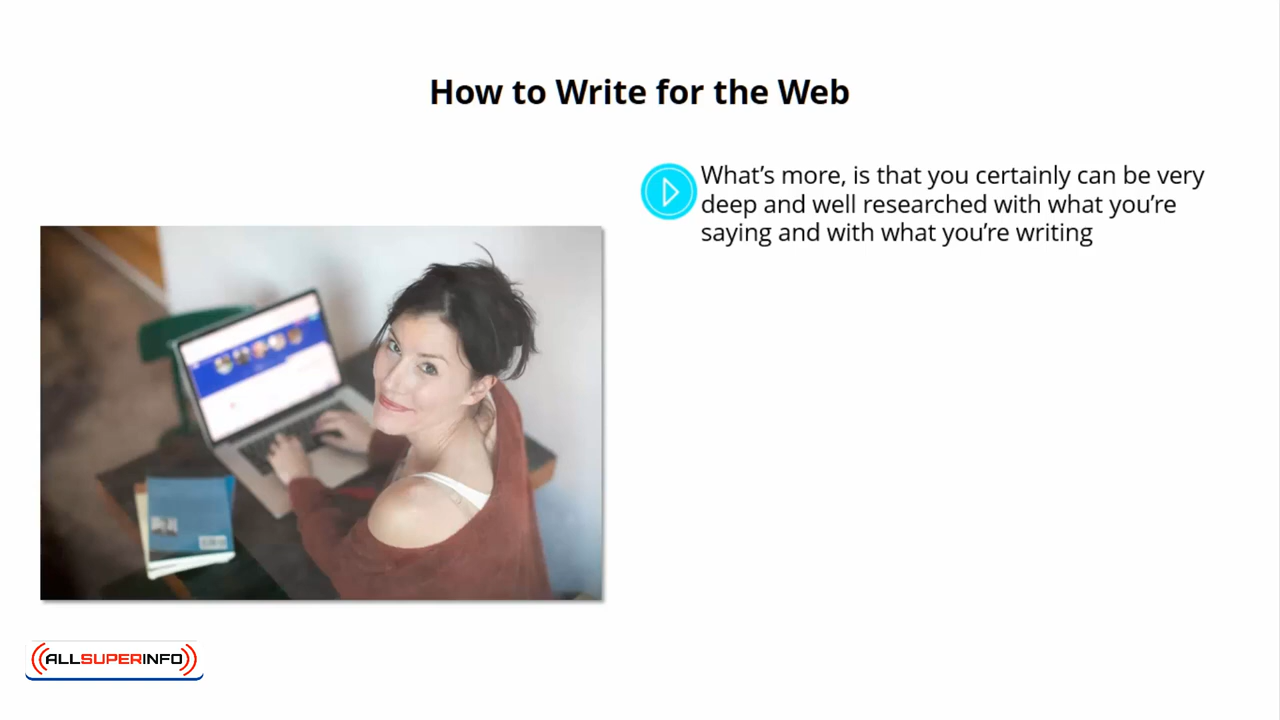 How to Write for the Web
What's more, is that you certainly can be very
deep and well researched with what you're
saying and with what you're writing
ALLSUPERINFO